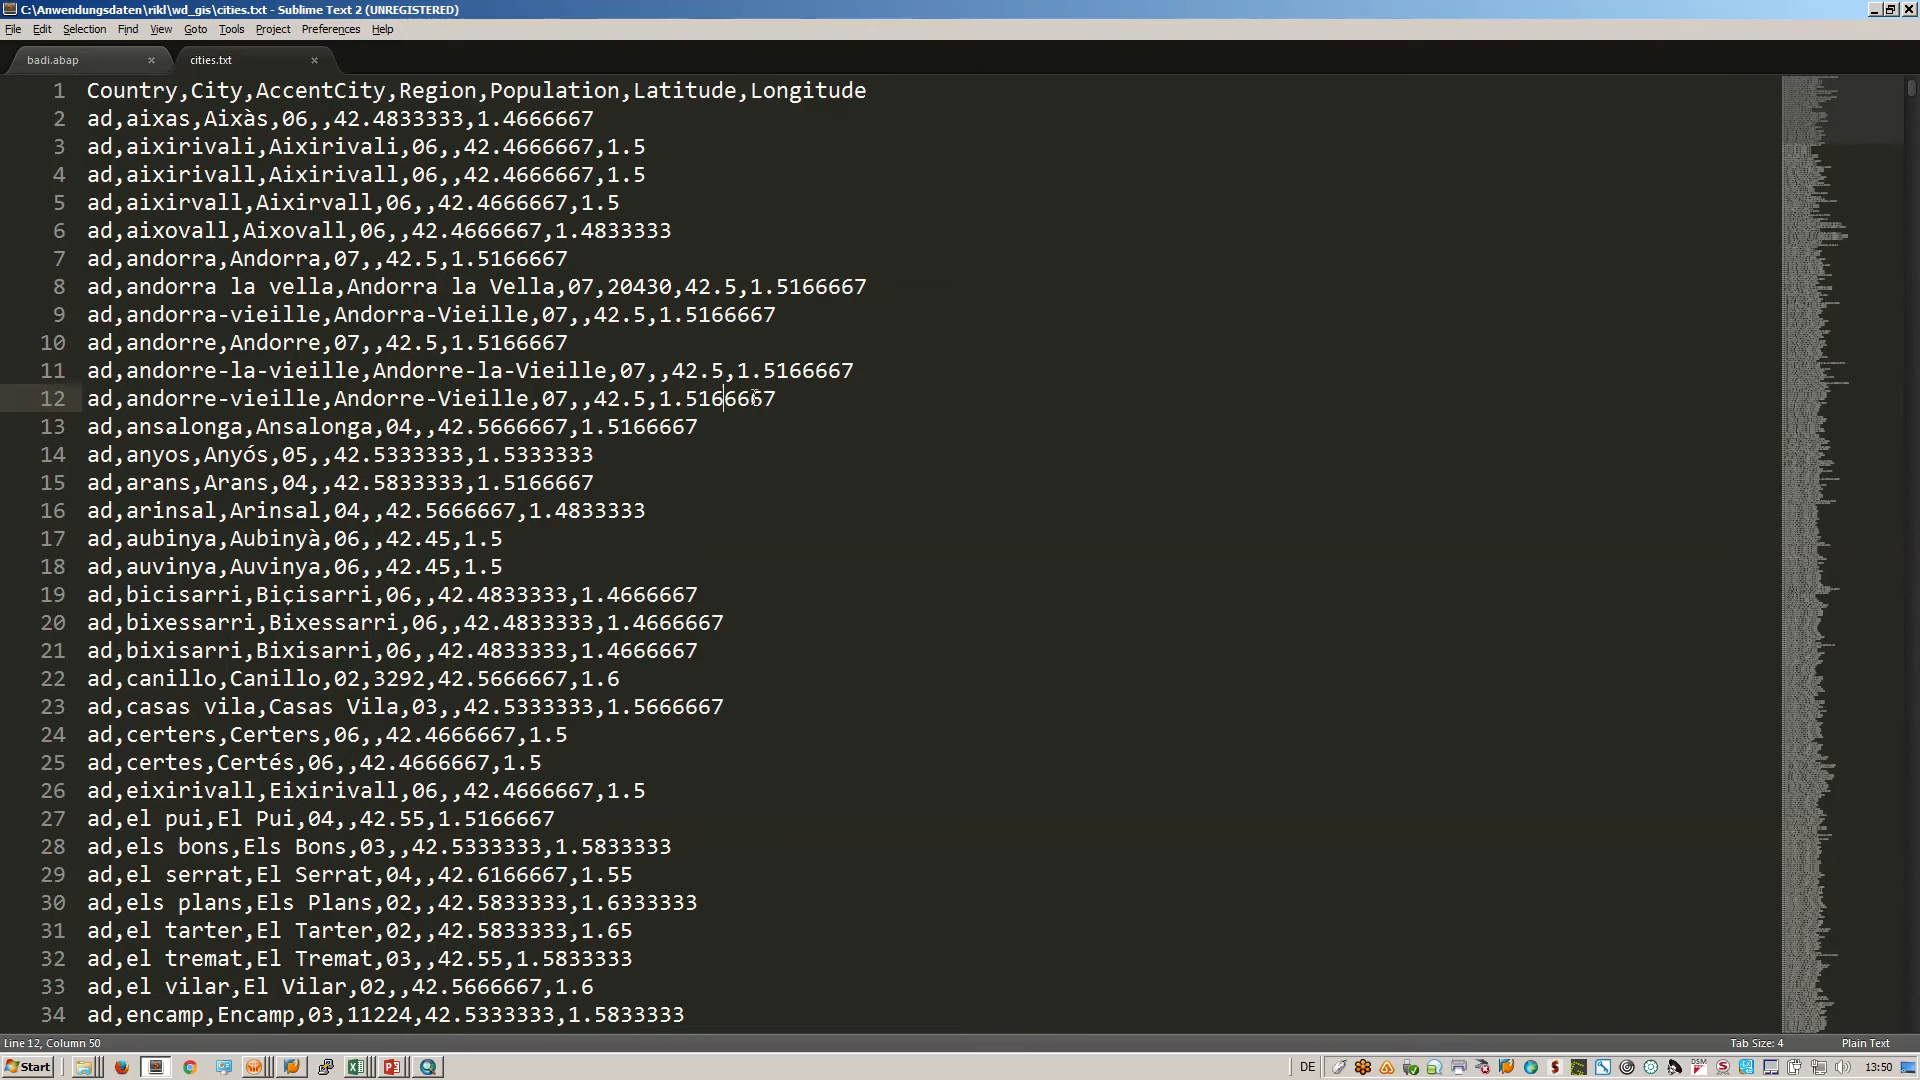 C:\Anwendungsdaten\rikl\wd_gis\cities.txt - Sublime Text 2 (UNREGISTERED)
File Edit Selection Find View Goto Tools Project Preferences Help
badi.abap × cities.txt ×
1 Country,City,AccentCity,Region,Population,Latitude,Longitude
2 ad,aixas,Aixàs,06,,42.4833333,1.4666667
3 ad,aixirivali,Aixirivali,06,,42.4666667,1.5
4 ad,aixirivall,Aixirivall,06,,42.4666667,1.5
5 ad,aixirvall,Aixirvall,06,,42.4666667,1.5
6 ad,aixovall,Aixovall,06,,42.4666667,1.4833333
7 ad,andorra,Andorra,07,,42.5,1.5166667
8 ad,andorra la vella,Andorra la Vella,07,20430,42.5,1.5166667
9 ad,andorra-vieille,Andorra-Vieille,07,,42.5,1.5166667
10 ad,andorre,Andorre,07,,42.5,1.5166667
11 ad,andorre-la-vieille,Andorre-la-Vieille,07,,42.5,1.5166667
12 ad,andorre-vieille,Andorre-Vieille,07,,42.5,1.5166667
13 ad,ansalonga,Ansalonga,04,,42.5666667,1.5166667
14 ad,anyos,Anyós,05,,42.5333333,1.5333333
15 ad,arans,Arans,04,,42.5833333,1.5166667
16 ad,arinsal,Arinsal,04,,42.5666667,1.4833333
17 ad,aubinya,Aubinyà,06,,42.45,1.5
18 ad,auvinya,Auvinya,06,,42.45,1.5
19 ad,bicisarri,Biçisarri,06,,42.4833333,1.4666667
20 ad,bixessarri,Bixessarri,06,,42.4833333,1.4666667
21 ad,bixisarri,Bixisarri,06,,42.4833333,1.4666667
22 ad,canillo,Canillo,02,3292,42.5666667,1.6
23 ad,casas vila,Casas Vila,03,,42.5333333,1.5666667
24 ad,certers,Certers,06,,42.4666667,1.5
25 ad,certes,Certés,06,,42.4666667,1.5
26 ad,eixirivall,Eixirivall,06,,42.4666667,1.5
27 ad,el pui,El Pui,04,,42.55,1.5166667
28 ad,els bons,Els Bons,03,,42.5333333,1.5833333
29 ad,el serrat,El Serrat,04,,42.6166667,1.55
30 ad,els plans,Els Plans,02,,42.5833333,1.6333333
31 ad,el tarter,El Tarter,02,,42.5833333,1.65
32 ad,el tremat,El Tremat,03,,42.55,1.5833333
33 ad,el vilar,El Vilar,02,,42.5666667,1.6
34 ad,encamp,Encamp,03,11224,42.5333333,1.5833333
Line 12, Column 50 Tab Size: 4 Plain Text
Start DE 13:50